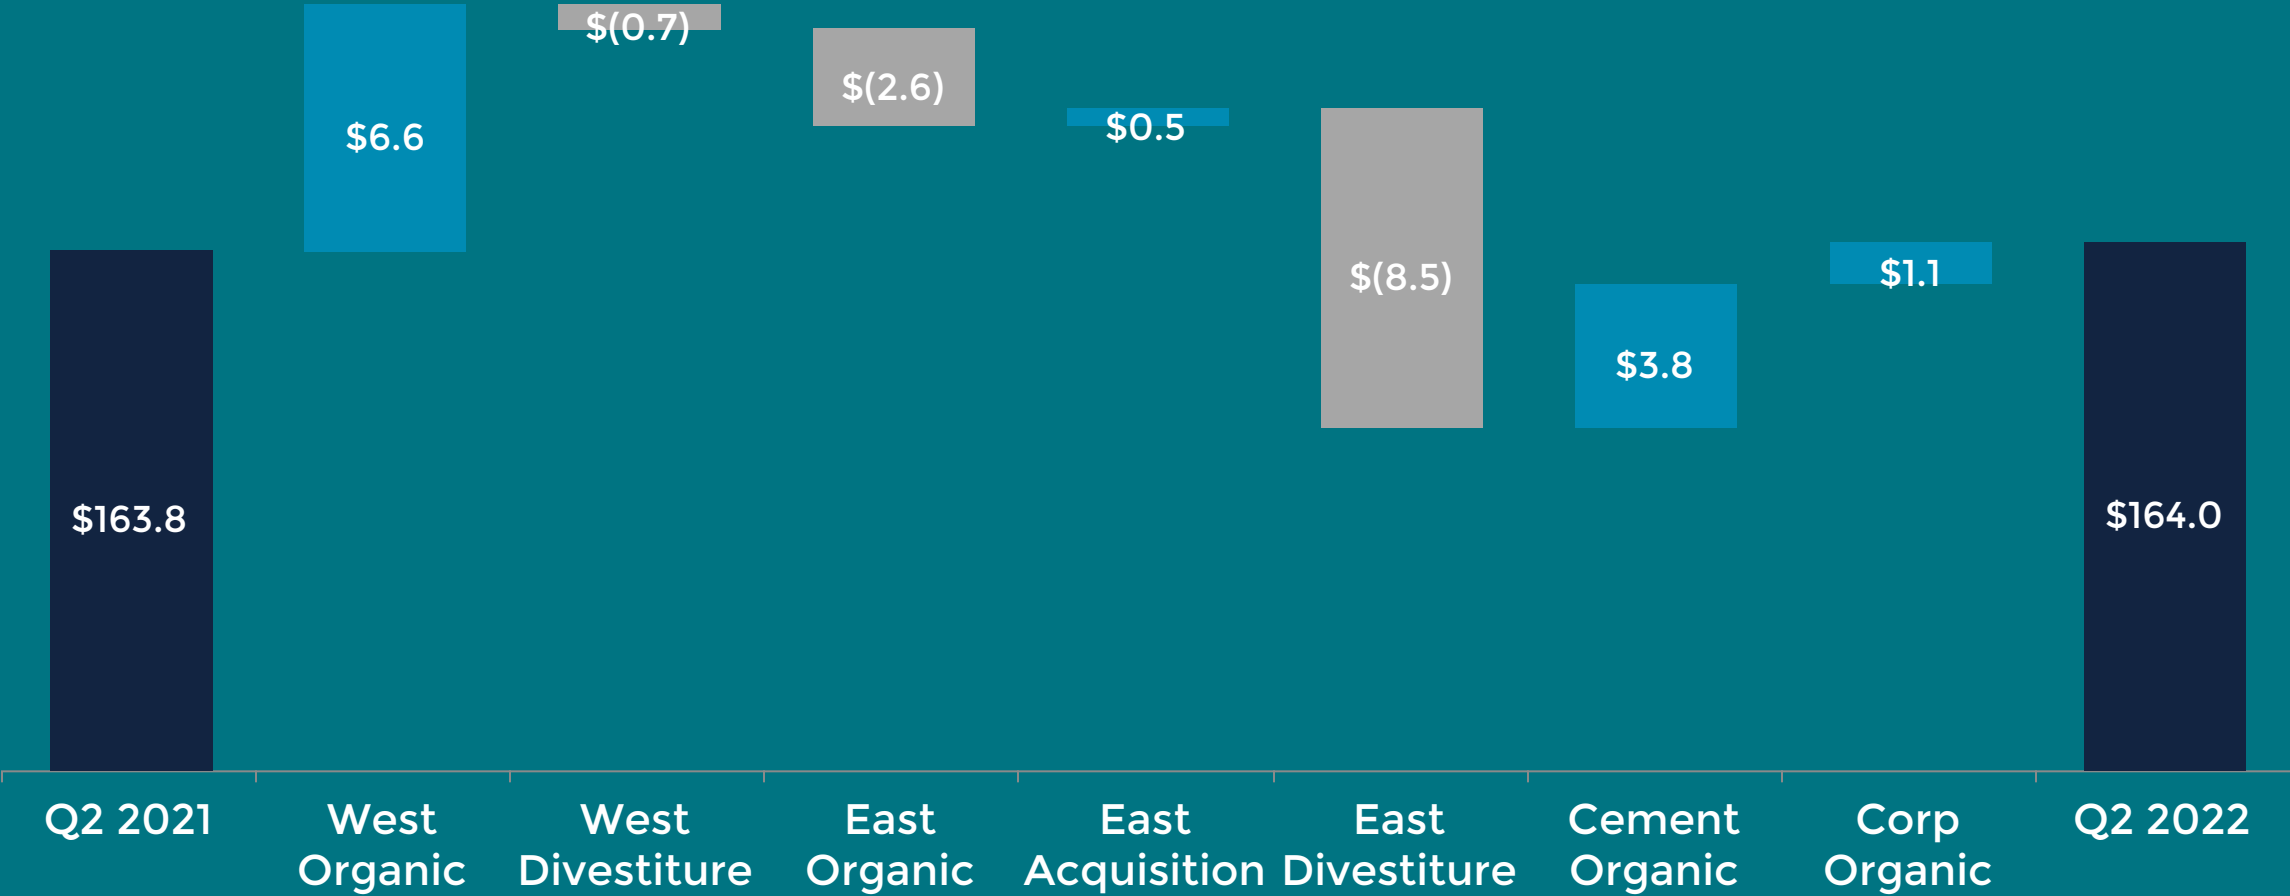 $(0.7)
$(2.6)
$6.6
$0.5
$(8.5)
$1.1
$3.8
$163.8
$164.0
Q2 2021
West
Organic
West
Divestiture
East
Organic
East
Acquisition
East
Divestiture
Cement
Organic
Corp
Organic
Q2 2022